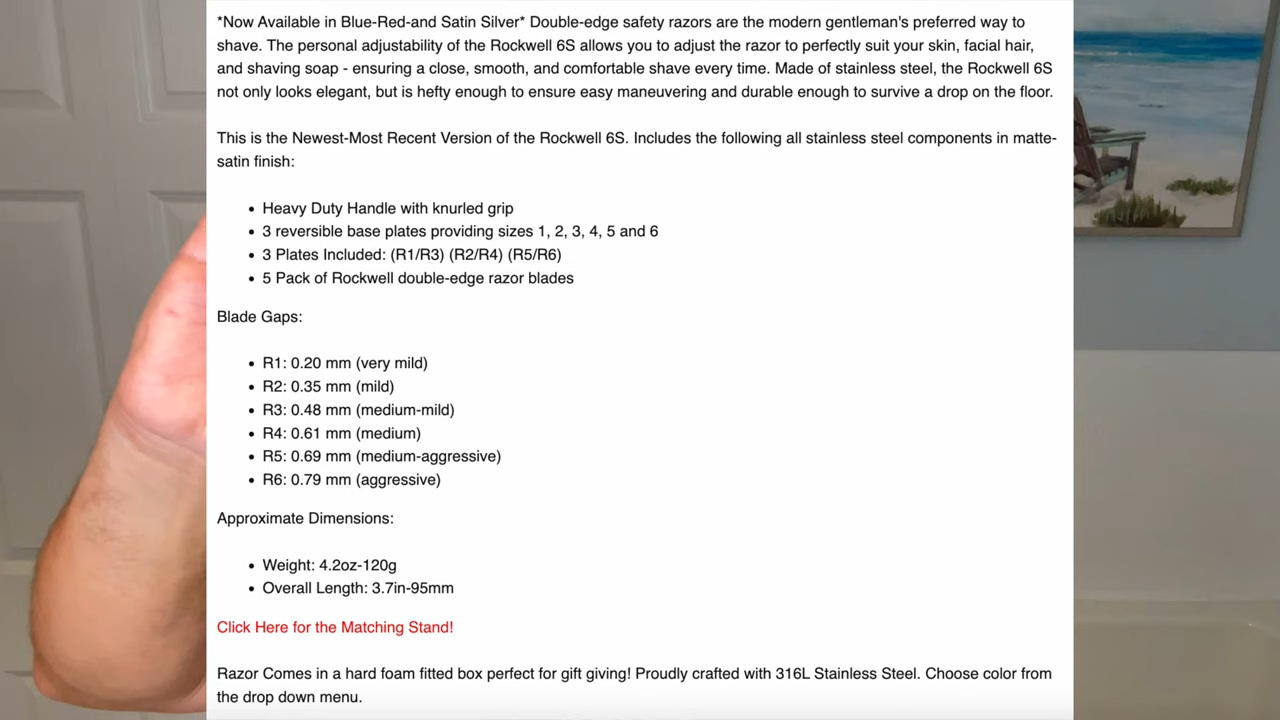 *Now Available in Blue-Red-and Satin Silver* Double-edge safety razors are the modern gentleman's preferred way to
shave. The personal adjustability of the Rockwell 6S allows you to adjust the razor to perfectly suit your skin, facial hair,
and shaving soap - ensuring a close, smooth, and comfortable shave every time. Made of stainless steel, the Rockwell 6S
not only looks elegant, but is hefty enough to ensure easy maneuvering and durable enough to survive a drop on the floor.
This is the Newest-Most Recent Version of the Rockwell 6S. Includes the following all stainless steel components in matte-
satin finish:
• Heavy Duty Handle with knurled grip
• 3 reversible base plates providing sizes 1, 2, 3, 4, 5 and 6
• 3 Plates Included: (R1/R3) (R2/R4) (R5/R6)
• 5 Pack of Rockwell double-edge razor blades
Blade Gaps:
• R1: 0.20 mm (very mild)
• R2: 0.35 mm (mild)
• R3: 0.48 mm (medium-mild)
• R4: 0.61 mm (medium)
• R5: 0.69 mm (medium-aggressive)
• R6: 0.79 mm (aggressive)
Approximate Dimensions:
• Weight: 4.2oz-120g
• Overall Length: 3.7in-95mm
Click Here for the Matching Stand!
Razor Comes in a hard foam fitted box perfect for gift giving! Proudly crafted with 316L Stainless Steel. Choose color from
the drop down menu.